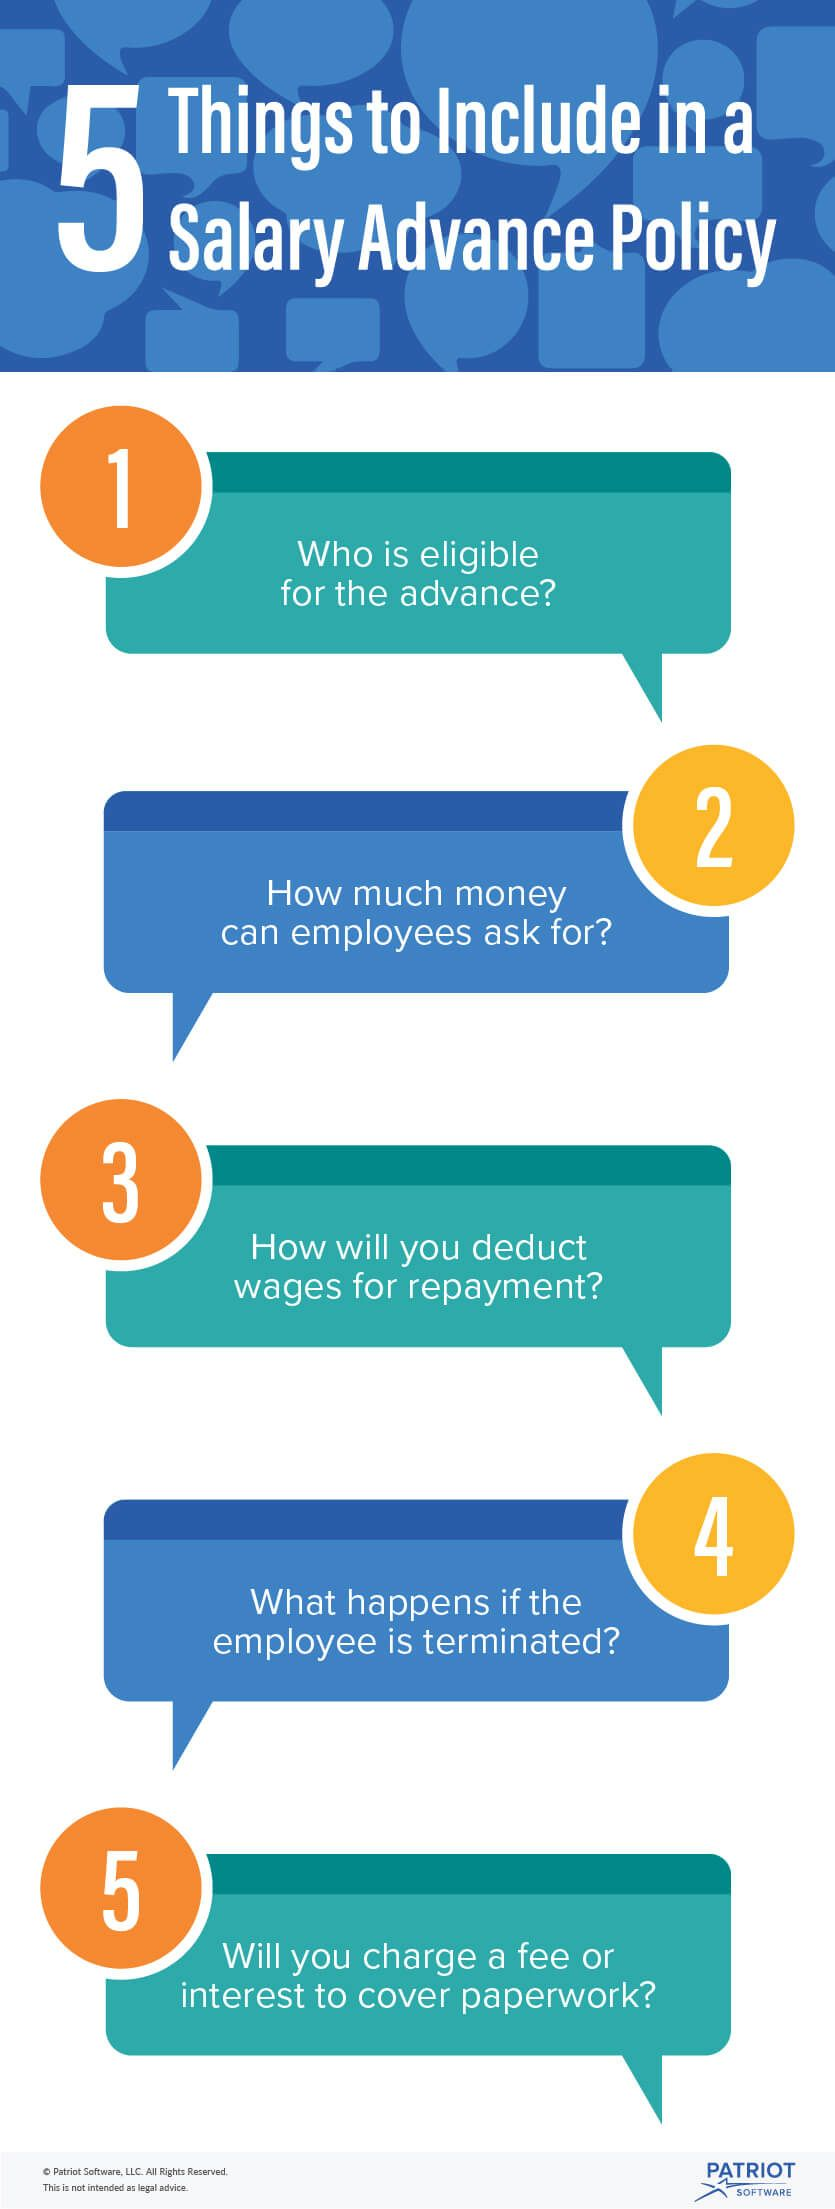 5 Things to Include in a
Salary Advance Policy
1
Who is eligible
for the advance?
2
How much money
can employees ask for?
3
How will you deduct
wages for repayment?
4
What happens if the
employee is terminated?
5
Will you charge a fee or
interest to cover paperwork?
© Patriot Software, LLC. All Rights Reserved.
This is not intended as legal advice.
PATRIOT
SOFTWARE